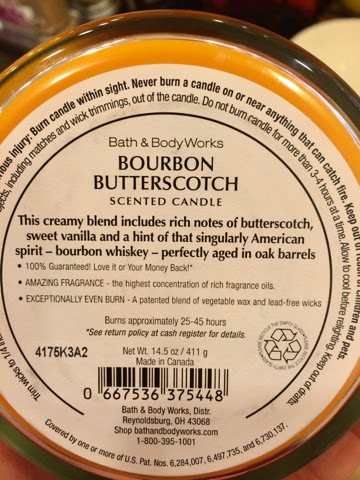 ous injury: Burn candle within sight. Never burn a candle on or near anything that can catch fire. Keep out of
children and pets.
jects, including matches and wick trimmings, out of the candle. Do not burn candle for more than 3-4 hours at a time. Allow to cool before relighting. Keep out of drafts.
Trim wicks to 1/4
Bath & Body Works
BOURBON
BUTTERSCOTCH
SCENTED CANDLE
This creamy blend includes rich notes of butterscotch,
sweet vanilla and a hint of that singularly American
spirit – bourbon whiskey – perfectly aged in oak barrels
• 100% Guaranteed! Love it or Your Money Back!*
• AMAZING FRAGRANCE - the highest concentration of rich fragrance oils.
• EXCEPTIONALLY EVEN BURN - A patented blend of vegetable wax and lead-free wicks
Burns approximately 25-45 hours
*See return policy at cash register for details.
4175K3A2
Net Wt. 14.5 oz / 411 g
Made in Canada
0 667536 375448
Bath & Body Works, Distr.
Reynoldsburg, OH 43068
Shop bathandbodyworks.com
1-800-395-1001
Covered by one or more of U.S. Pat. Nos. 6,284,007, 6,497,735, and 6,730,137.